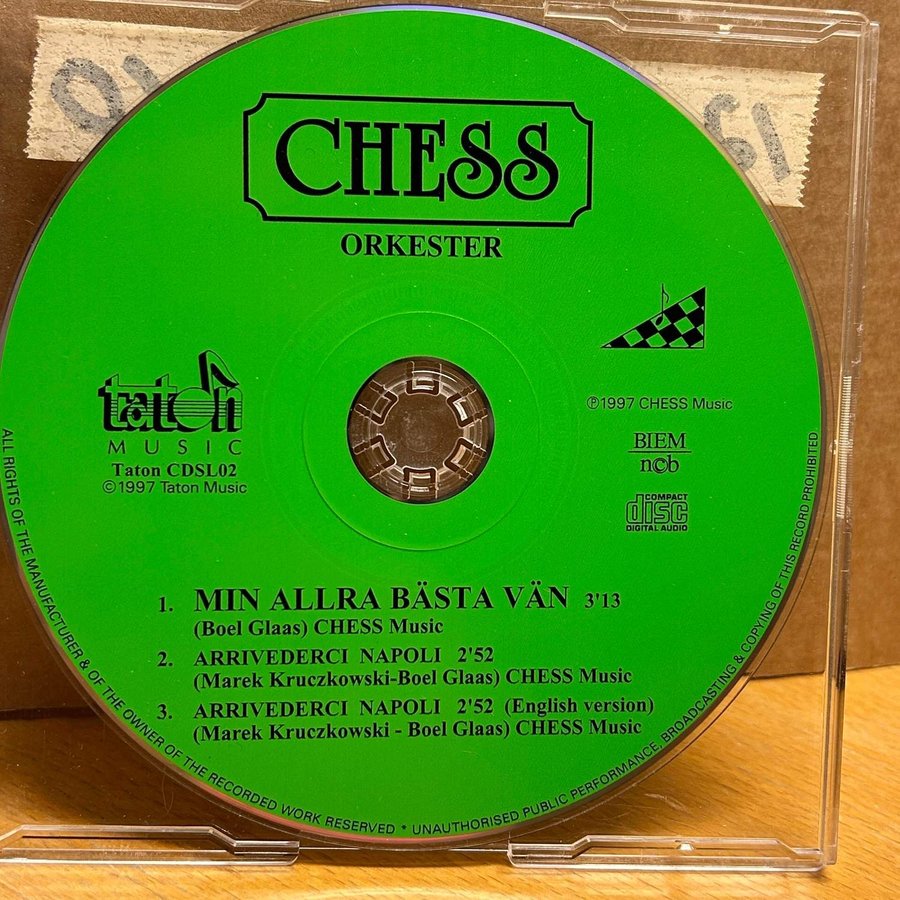 CHESS
ORKESTER
taton
MUSIC
Taton CDSL02
©1997 Taton Music
℗1997 CHESS Music
BIEM
n©b
COMPACT
disc
DIGITAL AUDIO
1. MIN ALLRA BÄSTA VÄN 3'13
(Boel Glaas) CHESS Music
2. ARRIVEDERCI NAPOLI 2'52
(Marek Kruczkowski-Boel Glaas) CHESS Music
3. ARRIVEDERCI NAPOLI 2'52 (English version)
(Marek Kruczkowski - Boel Glaas) CHESS Music
ALL RIGHTS OF THE MANUFACTURER & OF THE OWNER OF THE RECORDED WORK RESERVED * UNAUTHORISED PUBLIC PERFORMANCE, BROADCASTING & COPYING OF THIS RECORD PROHIBITED